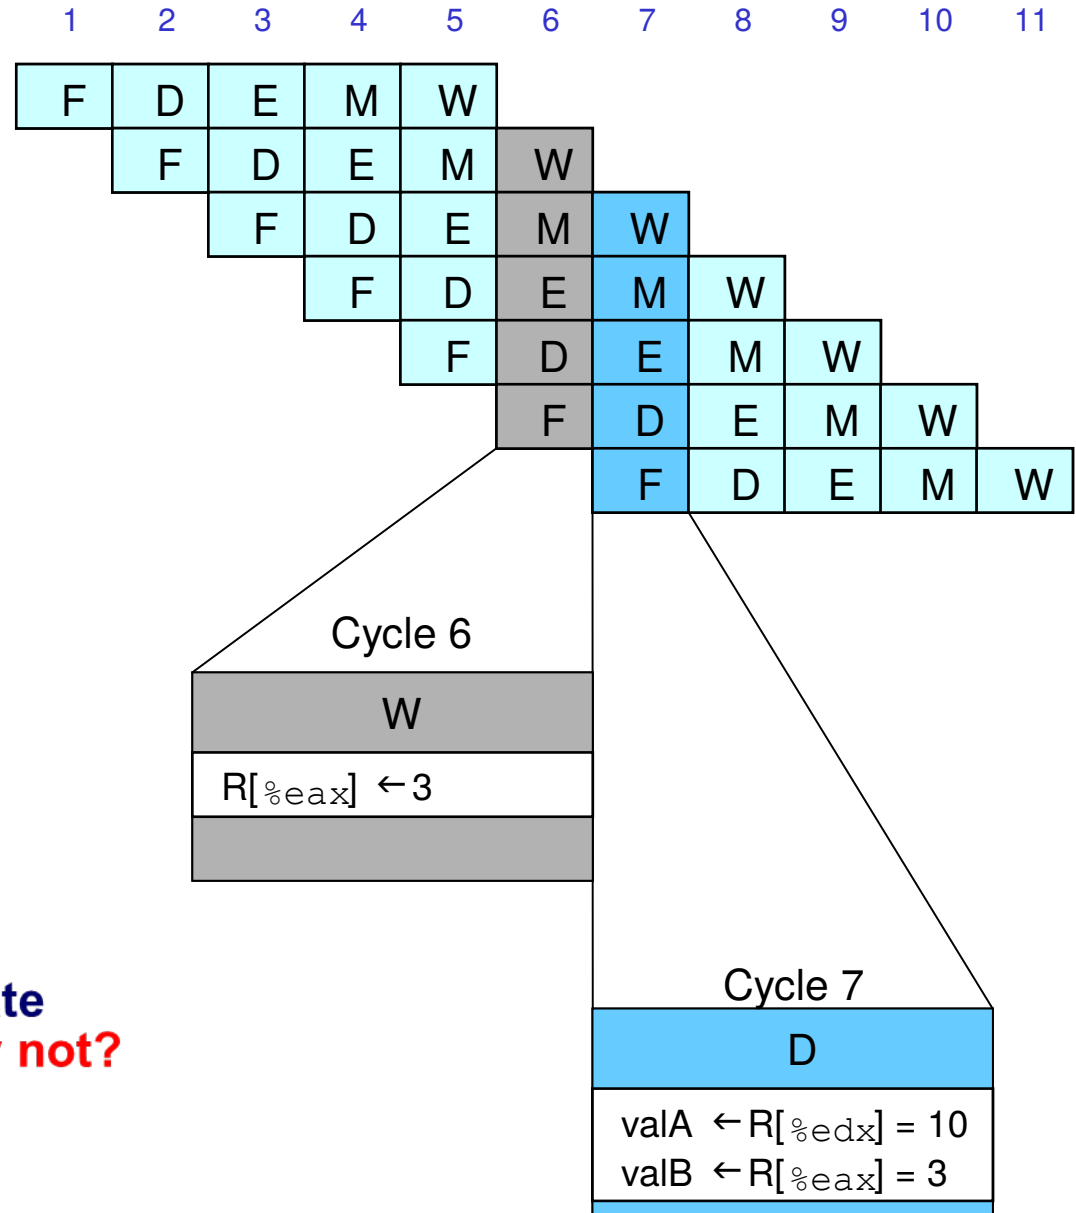 1 2 3 4 5 6 7 8 9 10 11
F D E M W
F D E M W
F D E M W
F D E M W
F D E M W
F D E M W
F D E M W
Cycle 6
W
R[%eax] ←3
Cycle 7
D
valA ←R[%edx] = 10
valB ←R[%eax] = 3
te
not?